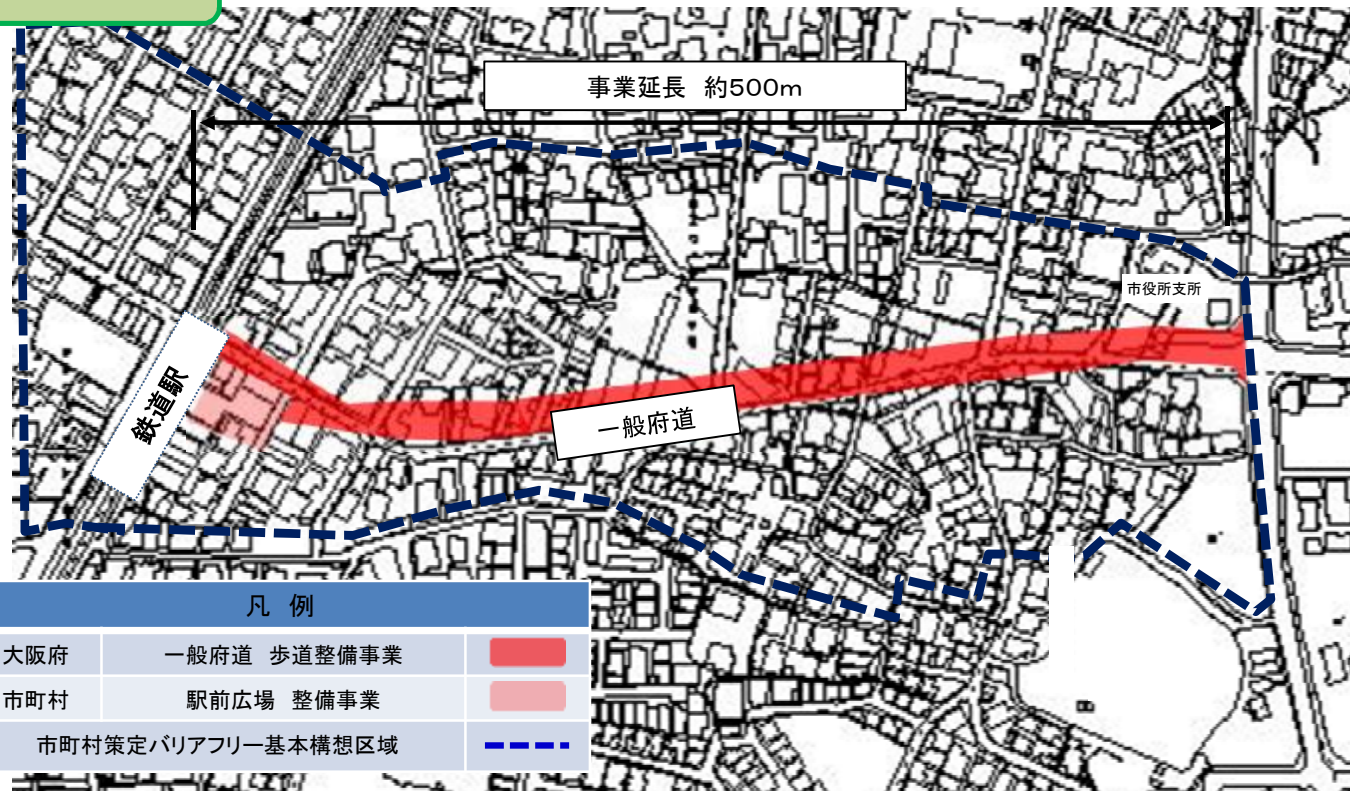 事業延長 約500m
市役所支所
鉄道駅
一般府道
凡 例
大阪府 一般府道 歩道整備事業
市町村 駅前広場 整備事業
市町村策定バリアフリー基本構想区域